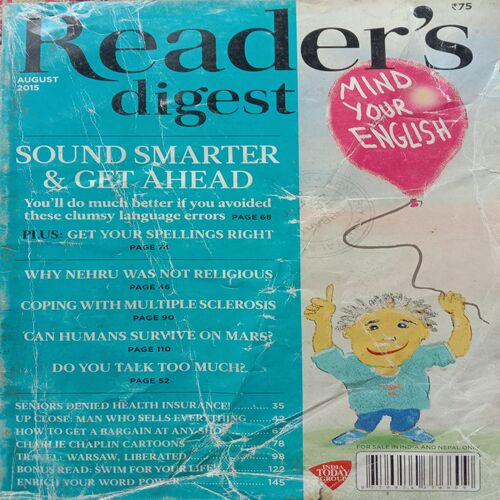 Reader's
digest
₹75
AUGUST
2015
MIND
YOUR
ENGLISH
SOUND SMARTER
& GET AHEAD
You'll do much better if you avoided
these clumsy language errors PAGE 68
PLUS: GET YOUR SPELLINGS RIGHT
PAGE 74
WHY NEHRU WAS NOT RELIGIOUS
PAGE 46
COPING WITH MULTIPLE SCLEROSIS
PAGE 90
CAN HUMANS SURVIVE ON MARS?
PAGE 110
DO YOU TALK TOO MUCH?
PAGE 52
SENIORS DENIED HEALTH INSURANCE! 35
UP CLOSE: MAN WHO SELLS EVERYTHING 42
HOW TO GET A BARGAIN AT ANY SHOP 67
CHARLIE CHAPLIN CARTOONS 78
TRAVEL: WARSAW, LIBERATED 98
BONUS READ: SWIM FOR YOUR LIFE 122
ENRICH YOUR WORD POWER 145
FOR SALE IN INDIA AND NEPAL ONLY
INDIA
TODAY
GROUP